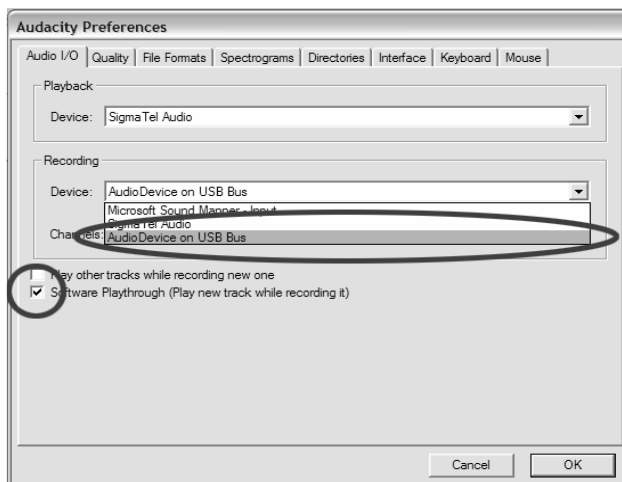 Audacity Preferences
Audio I/O Quality File Formats Spectrograms Directories Interface Keyboard Mouse
Playback
Device: SigmaTel Audio
Recording
Device: AudioDevice on USB Bus
Microsoft Sound Mapper - Input
SigmaTel Audio
Channels: AudioDevice on USB Bus
Play other tracks while recording new one
Software Playthrough (Play new track while recording it)
Cancel OK